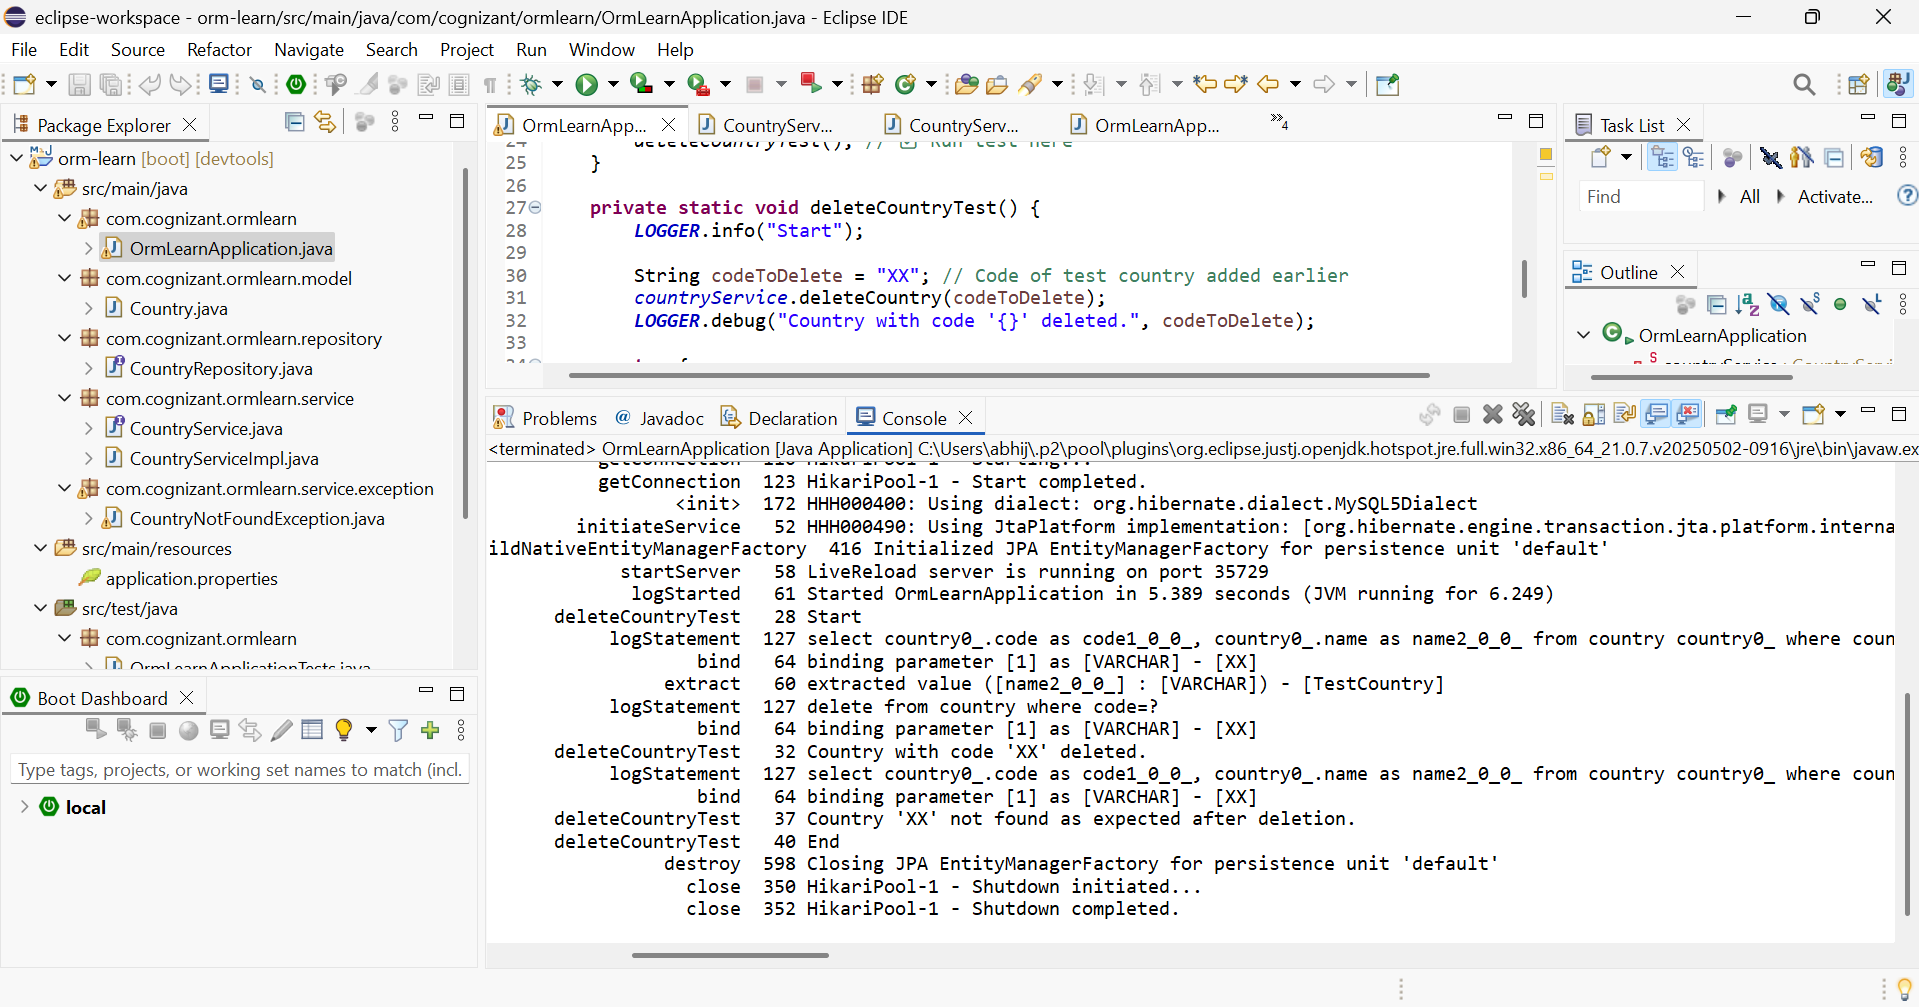 eclipse-workspace - orm-learn/src/main/java/com/cognizant/ormlearn/OrmLearnApplication.java - Eclipse IDE
File Edit Source Refactor Navigate Search Project Run Window Help
Package Explorer
orm-learn [boot] [devtools]
src/main/java
com.cognizant.ormlearn
OrmLearnApplication.java
com.cognizant.ormlearn.model
Country.java
com.cognizant.ormlearn.repository
CountryRepository.java
com.cognizant.ormlearn.service
CountryService.java
CountryServiceImpl.java
com.cognizant.ormlearn.service.exception
CountryNotFoundException.java
src/main/resources
application.properties
src/test/java
com.cognizant.ormlearn
OrmLearnApplicationTests.java
Boot Dashboard
Type tags, projects, or working set names to match (incl.
local
OrmLearnApp... CountryServ... CountryServ... OrmLearnApp... »4
24 deleteCountryTest(); // Run test here
25 }
26
27 private static void deleteCountryTest() {
28 LOGGER.info("Start");
29
30 String codeToDelete = "XX"; // Code of test country added earlier
31 countryService.deleteCountry(codeToDelete);
32 LOGGER.debug("Country with code '{}' deleted.", codeToDelete);
33
Task List
Find All Activate...
Outline
OrmLearnApplication
Problems Javadoc Declaration Console
<terminated> OrmLearnApplication [Java Application] C:\Users\abhij\.p2\pool\plugins\org.eclipse.justj.openjdk.hotspot.jre.full.win32.x86_64_21.0.7.v20250502-0916\jre\bin\javaw.ex
getConnection 110 HikariPool-1 - Starting...
getConnection 123 HikariPool-1 - Start completed.
<init> 172 HHH000400: Using dialect: org.hibernate.dialect.MySQL5Dialect
initiateService 52 HHH000490: Using JtaPlatform implementation: [org.hibernate.engine.transaction.jta.platform.interna
ildNativeEntityManagerFactory 416 Initialized JPA EntityManagerFactory for persistence unit 'default'
startServer 58 LiveReload server is running on port 35729
logStarted 61 Started OrmLearnApplication in 5.389 seconds (JVM running for 6.249)
deleteCountryTest 28 Start
logStatement 127 select country0_.code as code1_0_0_, country0_.name as name2_0_0_ from country country0_ where coun
bind 64 binding parameter [1] as [VARCHAR] - [XX]
extract 60 extracted value ([name2_0_0_] : [VARCHAR]) - [TestCountry]
logStatement 127 delete from country where code=?
bind 64 binding parameter [1] as [VARCHAR] - [XX]
deleteCountryTest 32 Country with code 'XX' deleted.
logStatement 127 select country0_.code as code1_0_0_, country0_.name as name2_0_0_ from country country0_ where coun
bind 64 binding parameter [1] as [VARCHAR] - [XX]
deleteCountryTest 37 Country 'XX' not found as expected after deletion.
deleteCountryTest 40 End
destroy 598 Closing JPA EntityManagerFactory for persistence unit 'default'
close 350 HikariPool-1 - Shutdown initiated...
close 352 HikariPool-1 - Shutdown completed.